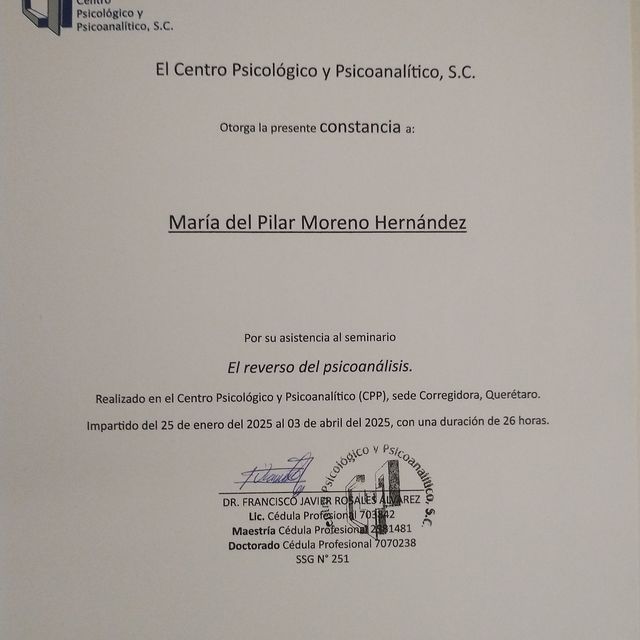 Centro
Psicológico y
Psicoanalítico, S.C.
El Centro Psicológico y Psicoanalítico, S.C.
Otorga la presente constancia a:
María del Pilar Moreno Hernández
Por su asistencia al seminario
El reverso del psicoanálisis.
Realizado en el Centro Psicológico y Psicoanalítico (CPP), sede Corregidora, Querétaro.
Impartido del 25 de enero del 2025 al 03 de abril del 2025, con una duración de 26 horas.
Centro Psicológico y Psicoanalítico, S.C.
DR. FRANCISCO JAVIER ROSALES ÁLVAREZ
Lic. Cédula Profesional
Maestría Cédula Profesional
Doctorado Cédula Profesional 7070238
SSG N° 251